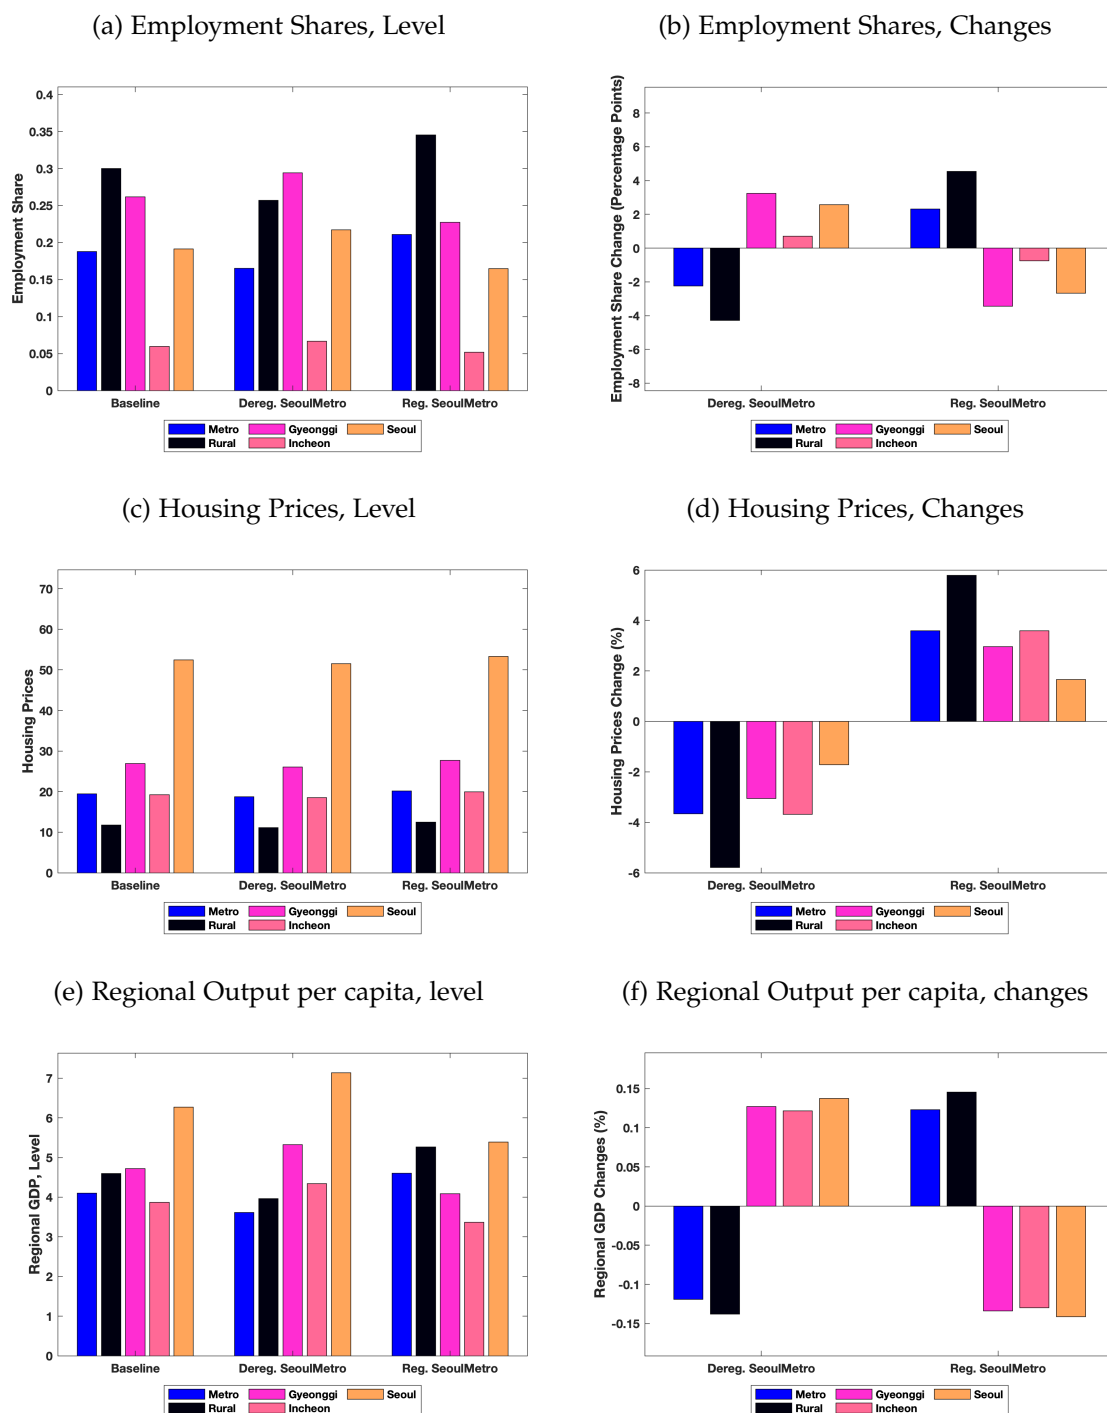 (a) Employment Shares, Level
(b) Employment Shares, Changes
Employment Share
0.4
0.35
0.3
0.25
0.2
0.15
0.1
0.05
0
Baseline
Dereg. SeoulMetro
Reg. SeoulMetro
Metro
Gyeonggi
Seoul
Rural
Incheon
Employment Share Change (Percentage Points)
8
6
4
2
0
-2
-4
-6
-8
Dereg. SeoulMetro
Reg. SeoulMetro
Metro
Gyeonggi
Seoul
Rural
Incheon
(c) Housing Prices, Level
(d) Housing Prices, Changes
Housing Prices
70
60
50
40
30
20
10
0
Baseline
Dereg. SeoulMetro
Reg. SeoulMetro
Metro
Gyeonggi
Seoul
Rural
Incheon
Housing Prices Change (%)
6
4
2
0
-2
-4
-6
Dereg. SeoulMetro
Reg. SeoulMetro
Metro
Gyeonggi
Seoul
Rural
Incheon
(e) Regional Output per capita, level
(f) Regional Output per capita, changes
Regional GDP, Level
7
6
5
4
3
2
1
0
Baseline
Dereg. SeoulMetro
Reg. SeoulMetro
Metro
Gyeonggi
Seoul
Rural
Incheon
Regional GDP Changes (%)
0.15
0.1
0.05
0
-0.05
-0.1
-0.15
Dereg. SeoulMetro
Reg. SeoulMetro
Metro
Gyeonggi
Seoul
Rural
Incheon